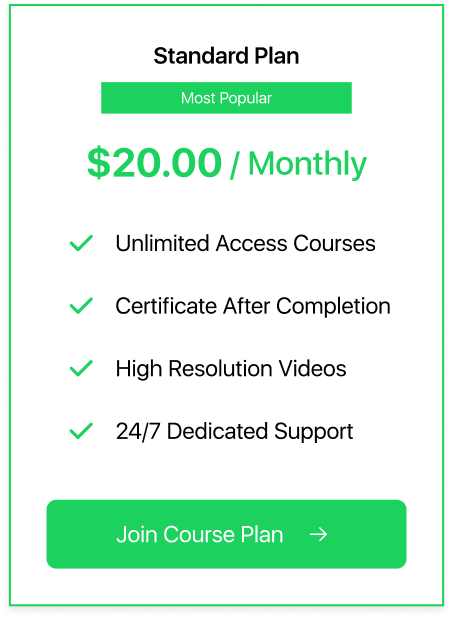 Standard Plan
Most Popular
$20.00 / Monthly
Unlimited Access Courses
Certificate After Completion
High Resolution Videos
24/7 Dedicated Support
Join Course Plan